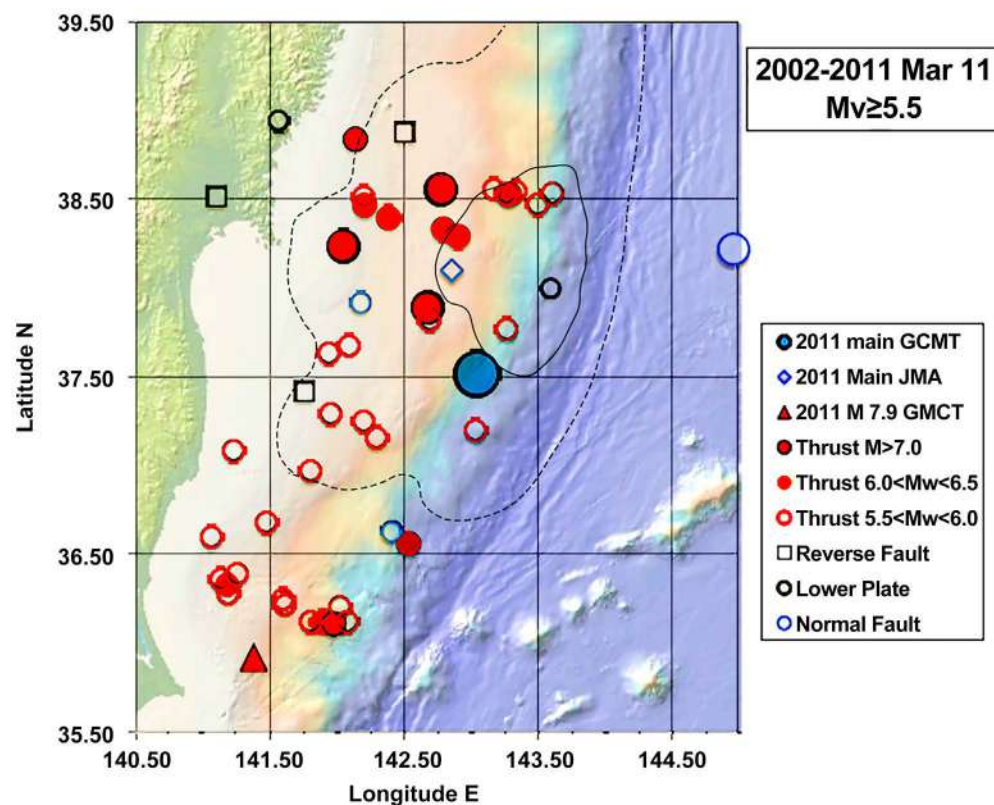 39.50
38.50
37.50
36.50
35.50
Latitude N
140.50 141.50 142.50 143.50 144.50
Longitude E
2002-2011 Mar 11
Mv≥5.5
2011 main GCMT
2011 Main JMA
2011 M 7.9 GMCT
Thrust M>7.0
Thrust 6.0<Mw<6.5
Thrust 5.5<Mw<6.0
Reverse Fault
Lower Plate
Normal Fault